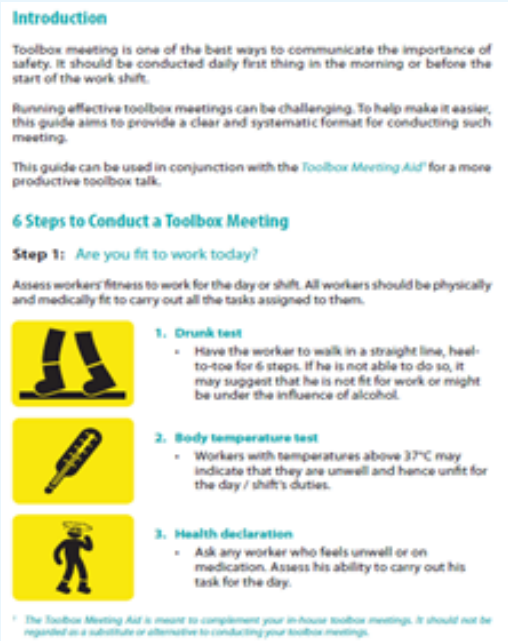 Introduction
Toolbox meeting is one of the best ways to communicate the importance of
safety. It should be conducted daily first thing in the morning or before the
start of the work shift.
Running effective toolbox meetings can be challenging. To help make it easier,
this guide aims to provide a clear and systematic format for conducting such
meeting.
This guide can be used in conjunction with the Toolbox Meeting Aid¹ for a more
productive toolbox talk.
6 Steps to Conduct a Toolbox Meeting
Step 1: Are you fit to work today?
Assess workers' fitness to work for the day or shift. All workers should be physically
and medically fit to carry out all the tasks assigned to them.
1. Drunk test
• Have the worker to walk in a straight line, heel-
to-toe for 6 steps. If he is not able to do so, it
may suggest that he is not fit for work or might
be under the influence of alcohol.
2. Body temperature test
• Workers with temperatures above 37°C may
indicate that they are unwell and hence unfit for
the day / shift's duties.
3. Health declaration
• Ask any worker who feels unwell or on
medication. Assess his ability to carry out his
task for the day.
¹ The Toolbox Meeting Aid is meant to complement your in-house toolbox meetings. It should not be
regarded as a substitute or alternative to conducting your toolbox meetings.